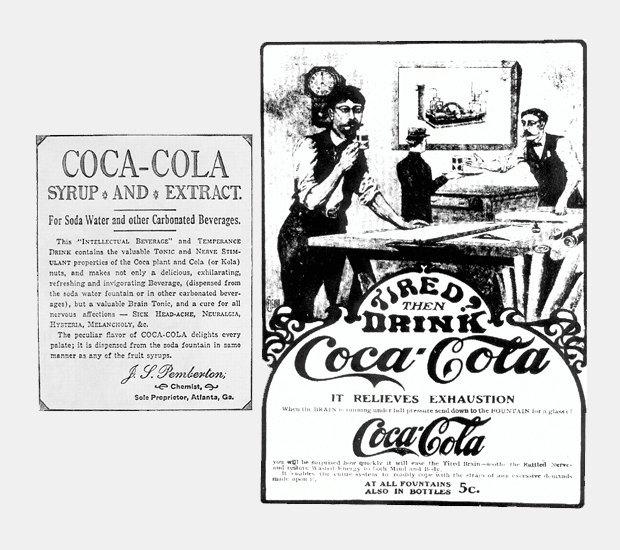 COCA-COLA
SYRUP AND EXTRACT.
For Soda Water and other Carbonated Beverages.
This "INTELLECTUAL BEVERAGE" and TEMPERANCE
DRINK contains the valuable TONIC and NERVE STIM-
ULANT properties of the Coca plant and Cola (or Kola)
nuts, and makes not only a delicious, exhilarating,
refreshing and invigorating Beverage, (dispensed from
the soda water fountain or in other carbonated bever-
ages), but a valuable Brain Tonic, and a cure for all
nervous affections — SICK HEAD-ACHE, NEURALGIA,
HYSTERIA, MELANCHOLY, &c.
The peculiar flavor of COCA-COLA delights every
palate; it is dispensed from the soda fountain in same
manner as any of the fruit syrups.
J. S. Pemberton;
Chemist,
Sole Proprietor, Atlanta, Ga.
TIRED?
THEN
DRINK
Coca-Cola
IT RELIEVES EXHAUSTION
When the BRAIN is running under full pressure send down to the FOUNTAIN for a glass of
Coca-Cola
you will be surprised how quickly it will ease the Tired Brain—soothe the Rattled Nerves
and restore Wasted Energy to both Mind and Body.
It enables the entire system to readily cope with the strain of any excessive demands
made upon it.
AT ALL FOUNTAINS
ALSO IN BOTTLES 5c.